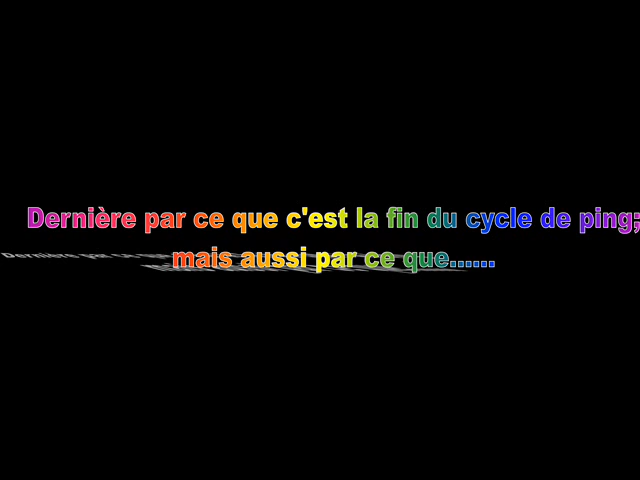 Dernière par ce que c'est la fin du cycle de ping;
mais aussi par ce que......